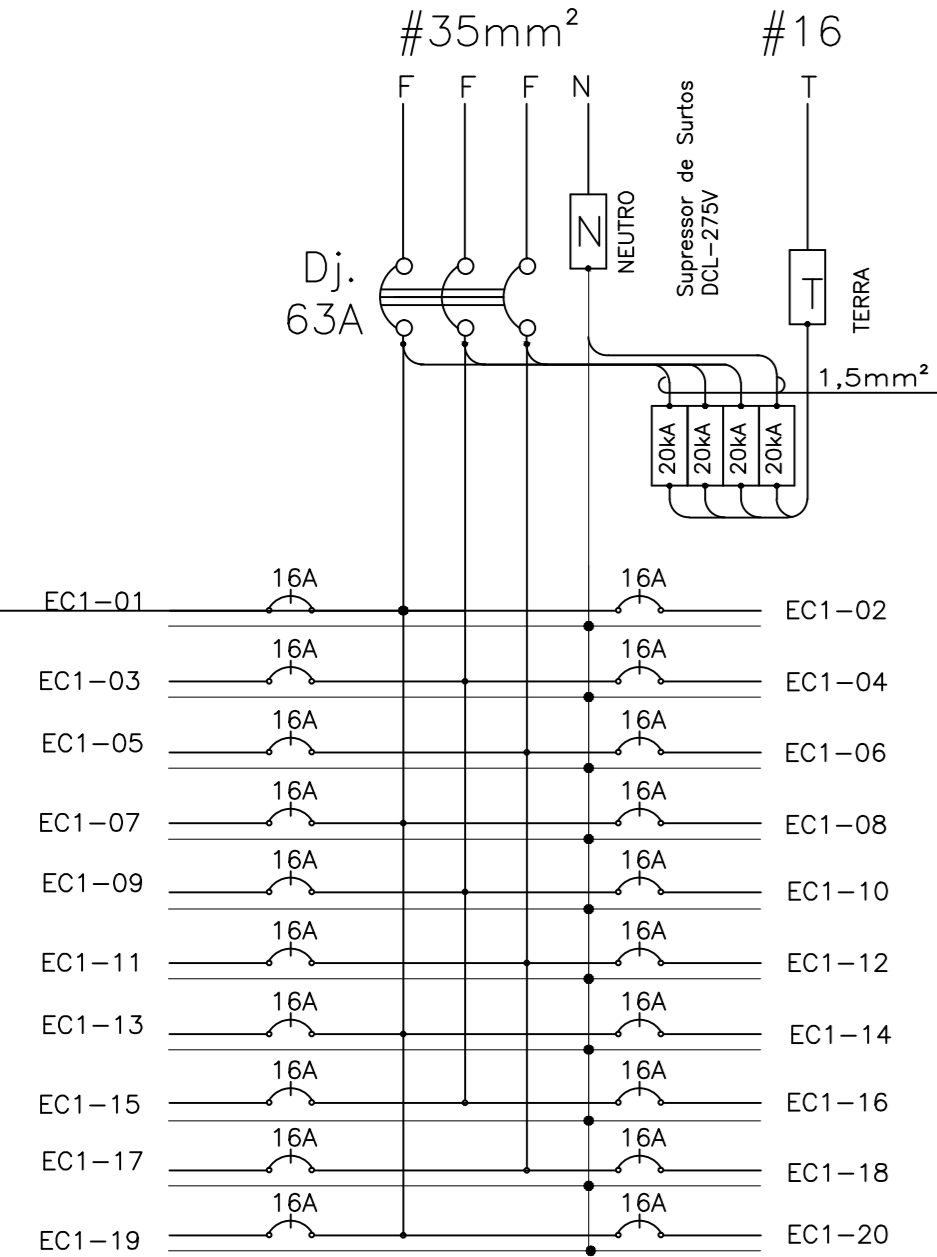 #35mm²
#16
F F F N T
Supressor de Surtos
DCL-275V
N
NEUTRO
T
TERRA
Dj.
63A
1,5mm²
20kA 20kA 20kA 20kA
16A 16A
EC1-01 EC1-02
16A 16A
EC1-03 EC1-04
16A 16A
EC1-05 EC1-06
16A 16A
EC1-07 EC1-08
16A 16A
EC1-09 EC1-10
16A 16A
EC1-11 EC1-12
16A 16A
EC1-13 EC1-14
16A 16A
EC1-15 EC1-16
16A 16A
EC1-17 EC1-18
16A 16A
EC1-19 EC1-20